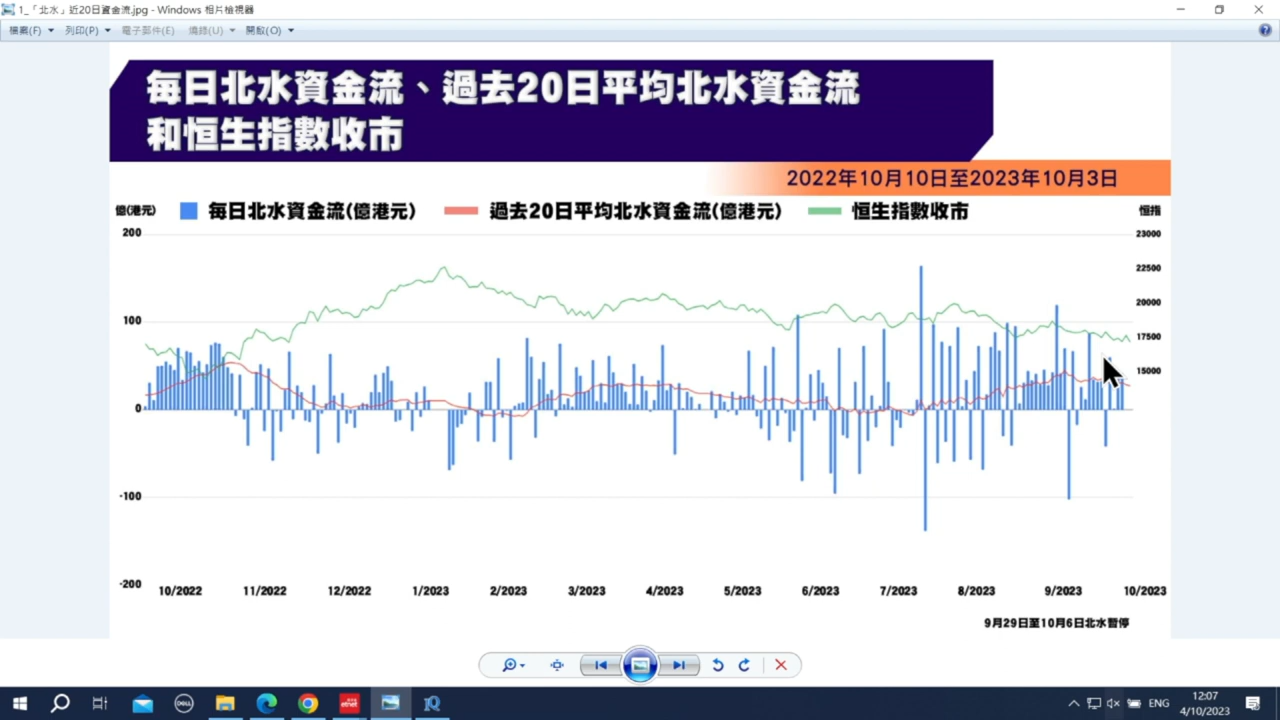 1_「北水」近20日資金流.jpg - Windows 相片檢視器
檔案(F) 列印(P) 電子郵件(E) 燒錄(U) 開啟(O)
每日北水資金流、過去20日平均北水資金流
和恒生指數收市
2022年10月10日至2023年10月3日
億(港元) 每日北水資金流(億港元) 過去20日平均北水資金流(億港元) 恒生指數收市 恒指
200 23000
22500
20000
100 17500
15000
0
-100
-200
10/2022 11/2022 12/2022 1/2023 2/2023 3/2023 4/2023 5/2023 6/2023 7/2023 8/2023 9/2023 10/2023
9月29日至10月6日北水暫停
DELL
etnet
IQ
ENG
12:07
4/10/2023